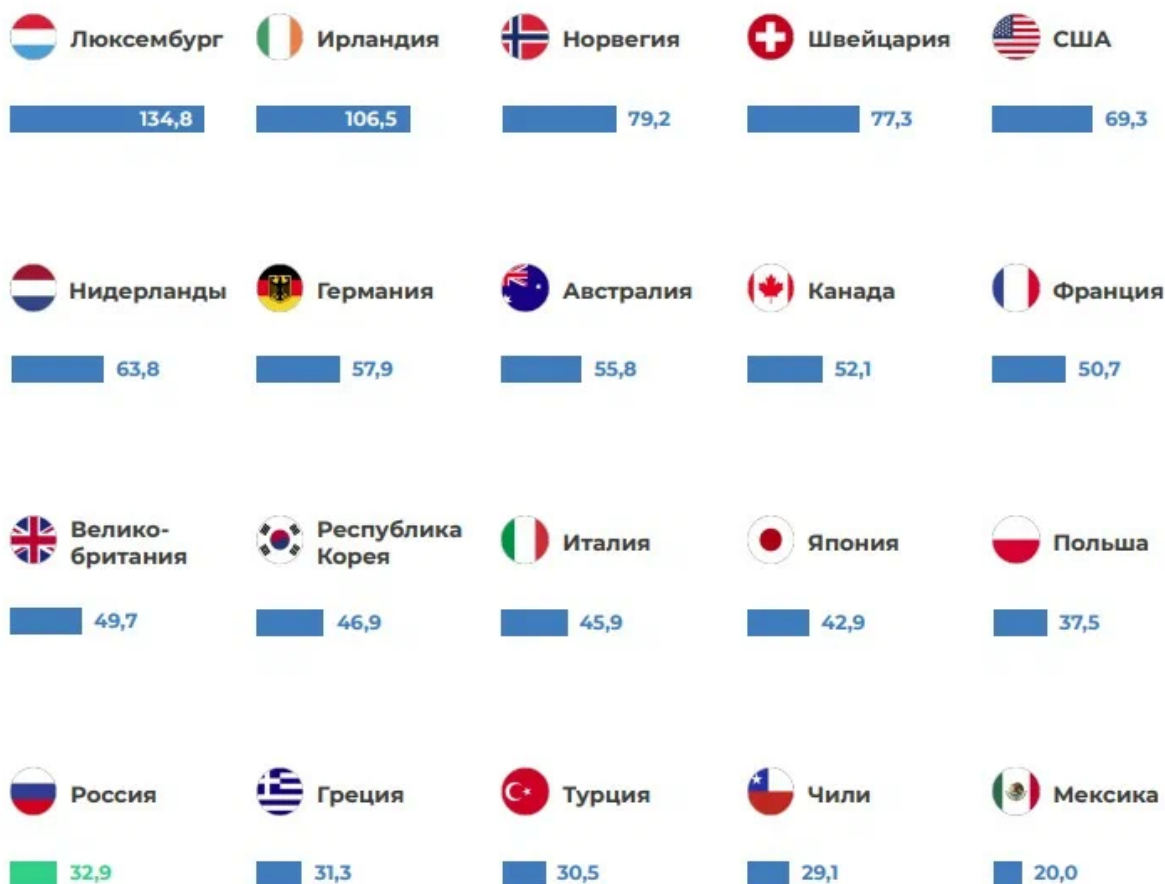 Люксембург
Ирландия
Норвегия
Швейцария
США
134,8
106,5
79,2
77,3
69,3
Нидерланды
Германия
Австралия
Канада
Франция
63,8
57,9
55,8
52,1
50,7
Велико-
британия
Республика
Корея
Италия
Япония
Польша
49,7
46,9
45,9
42,9
37,5
Россия
Греция
Турция
Чили
Мексика
32,9
31,3
30,5
29,1
20,0